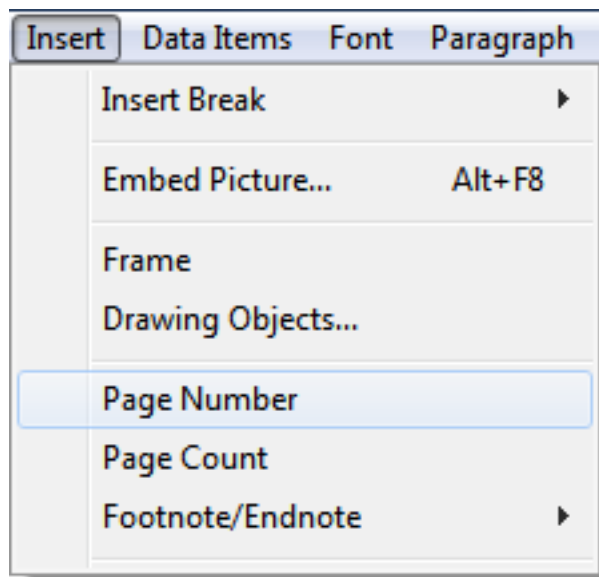 Insert Data Items Font Paragraph
Insert Break
Embed Picture... Alt+F8
Frame
Drawing Objects...
Page Number
Page Count
Footnote/Endnote